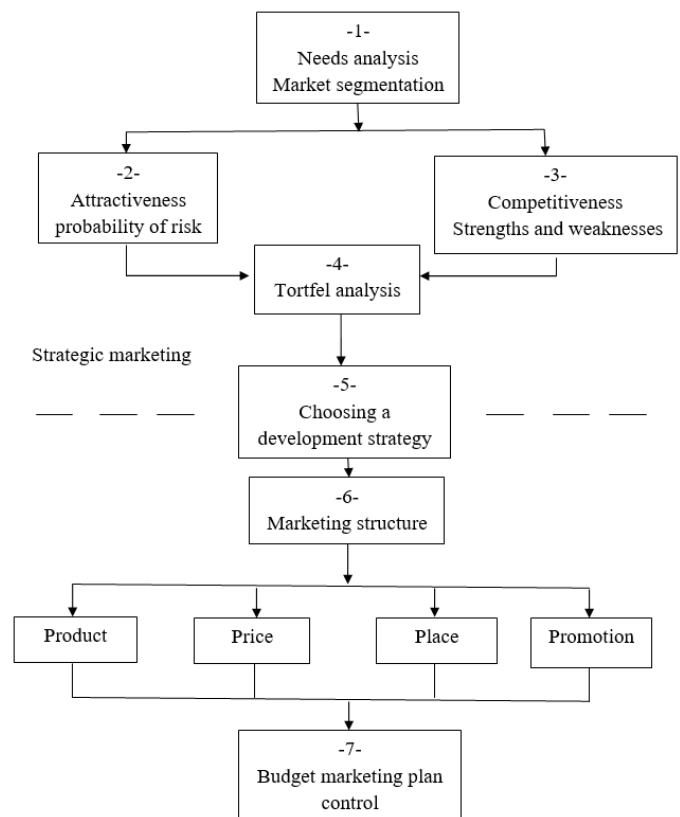 -1-
Needs analysis
Market segmentation
-2-
Attractiveness
probability of risk
-3-
Competitiveness
Strengths and weaknesses
-4-
Tortfel analysis
Strategic marketing
-5-
Choosing a
development strategy
-6-
Marketing structure
Product
Price
Place
Promotion
-7-
Budget marketing plan
control